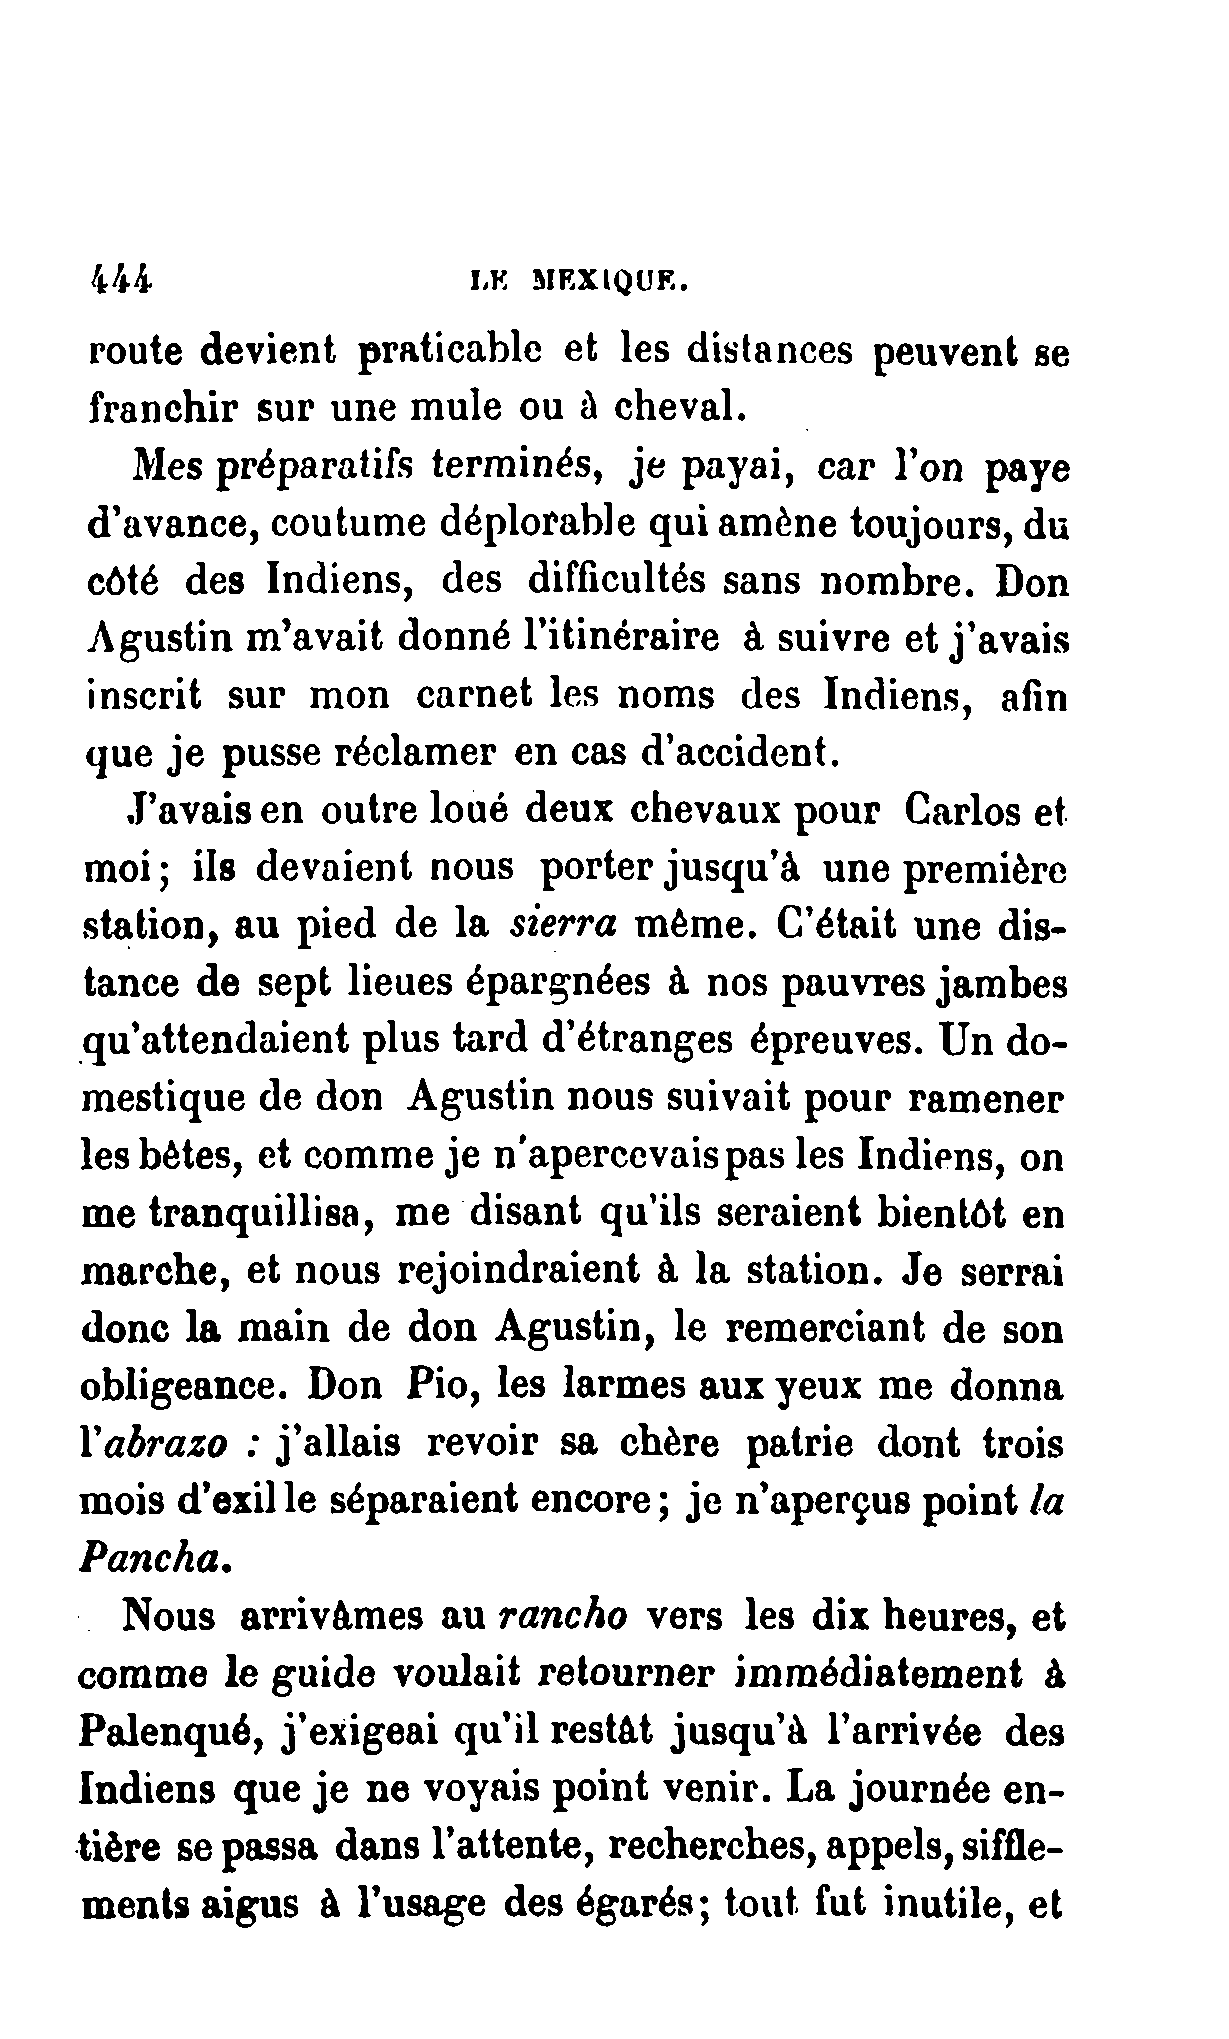 444 LE MEXIQUE.
route devient praticable et les distances peuvent se
franchir sur une mule ou à cheval.
Mes préparatifs terminés, je payai, car l'on paye
d'avance, coutume déplorable qui amène toujours, du
côté des Indiens, des difficultés sans nombre. Don
Agustin m'avait donné l'itinéraire à suivre et j'avais
inscrit sur mon carnet les noms des Indiens, afin
que je pusse réclamer en cas d'accident.
J'avais en outre loué deux chevaux pour Carlos et
moi; ils devaient nous porter jusqu'à une première
station, au pied de la sierra même. C'était une dis-
tance de sept lieues épargnées à nos pauvres jambes
qu'attendaient plus tard d'étranges épreuves. Un do-
mestique de don Agustin nous suivait pour ramener
les bêtes, et comme je n'apercevais pas les Indiens, on
me tranquillisa, me disant qu'ils seraient bientôt en
marche, et nous rejoindraient à la station. Je serrai
donc la main de don Agustin, le remerciant de son
obligeance. Don Pio, les larmes aux yeux me donna
l'abrazo : j'allais revoir sa chère patrie dont trois
mois d'exil le séparaient encore; je n'aperçus point la
Pancha.
Nous arrivâmes au rancho vers les dix heures, et
comme le guide voulait retourner immédiatement à
Palenqué, j'exigeai qu'il restât jusqu'à l'arrivée des
Indiens que je ne voyais point venir. La journée en-
tière se passa dans l'attente, recherches, appels, siffle-
ments aigus à l'usage des égarés; tout fut inutile, et